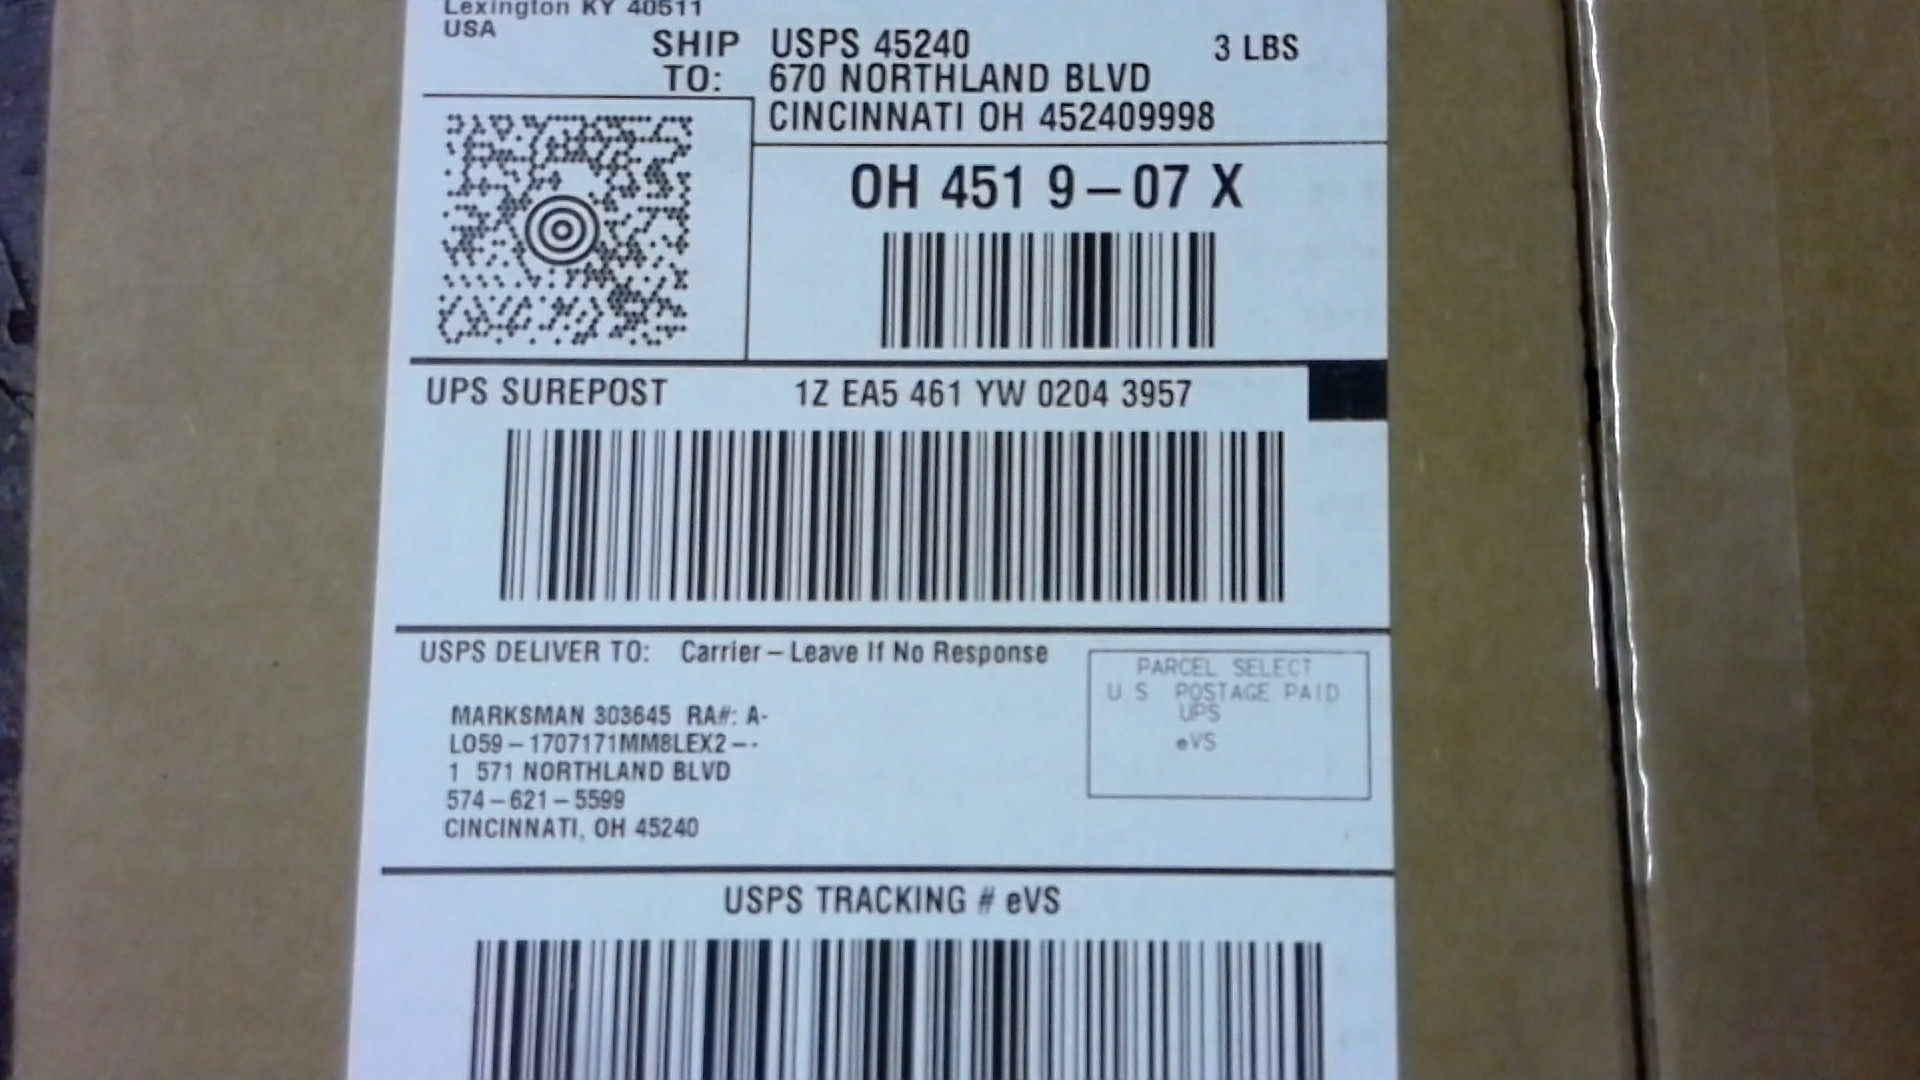 Lexington KY 40511
USA
SHIP TO: USPS 45240 3 LBS
670 NORTHLAND BLVD
CINCINNATI OH 452409998
OH 451 9-07 X
UPS SUREPOST 1Z EA5 461 YW 0204 3957
USPS DELIVER TO: Carrier - Leave If No Response
PARCEL SELECT
U.S. POSTAGE PAID
UPS
eVS
MARKSMAN 303645 RA#: A-
LO59-1707171MM8LEX2--
1 571 NORTHLAND BLVD
574-621-5599
CINCINNATI, OH 45240
USPS TRACKING # eVS